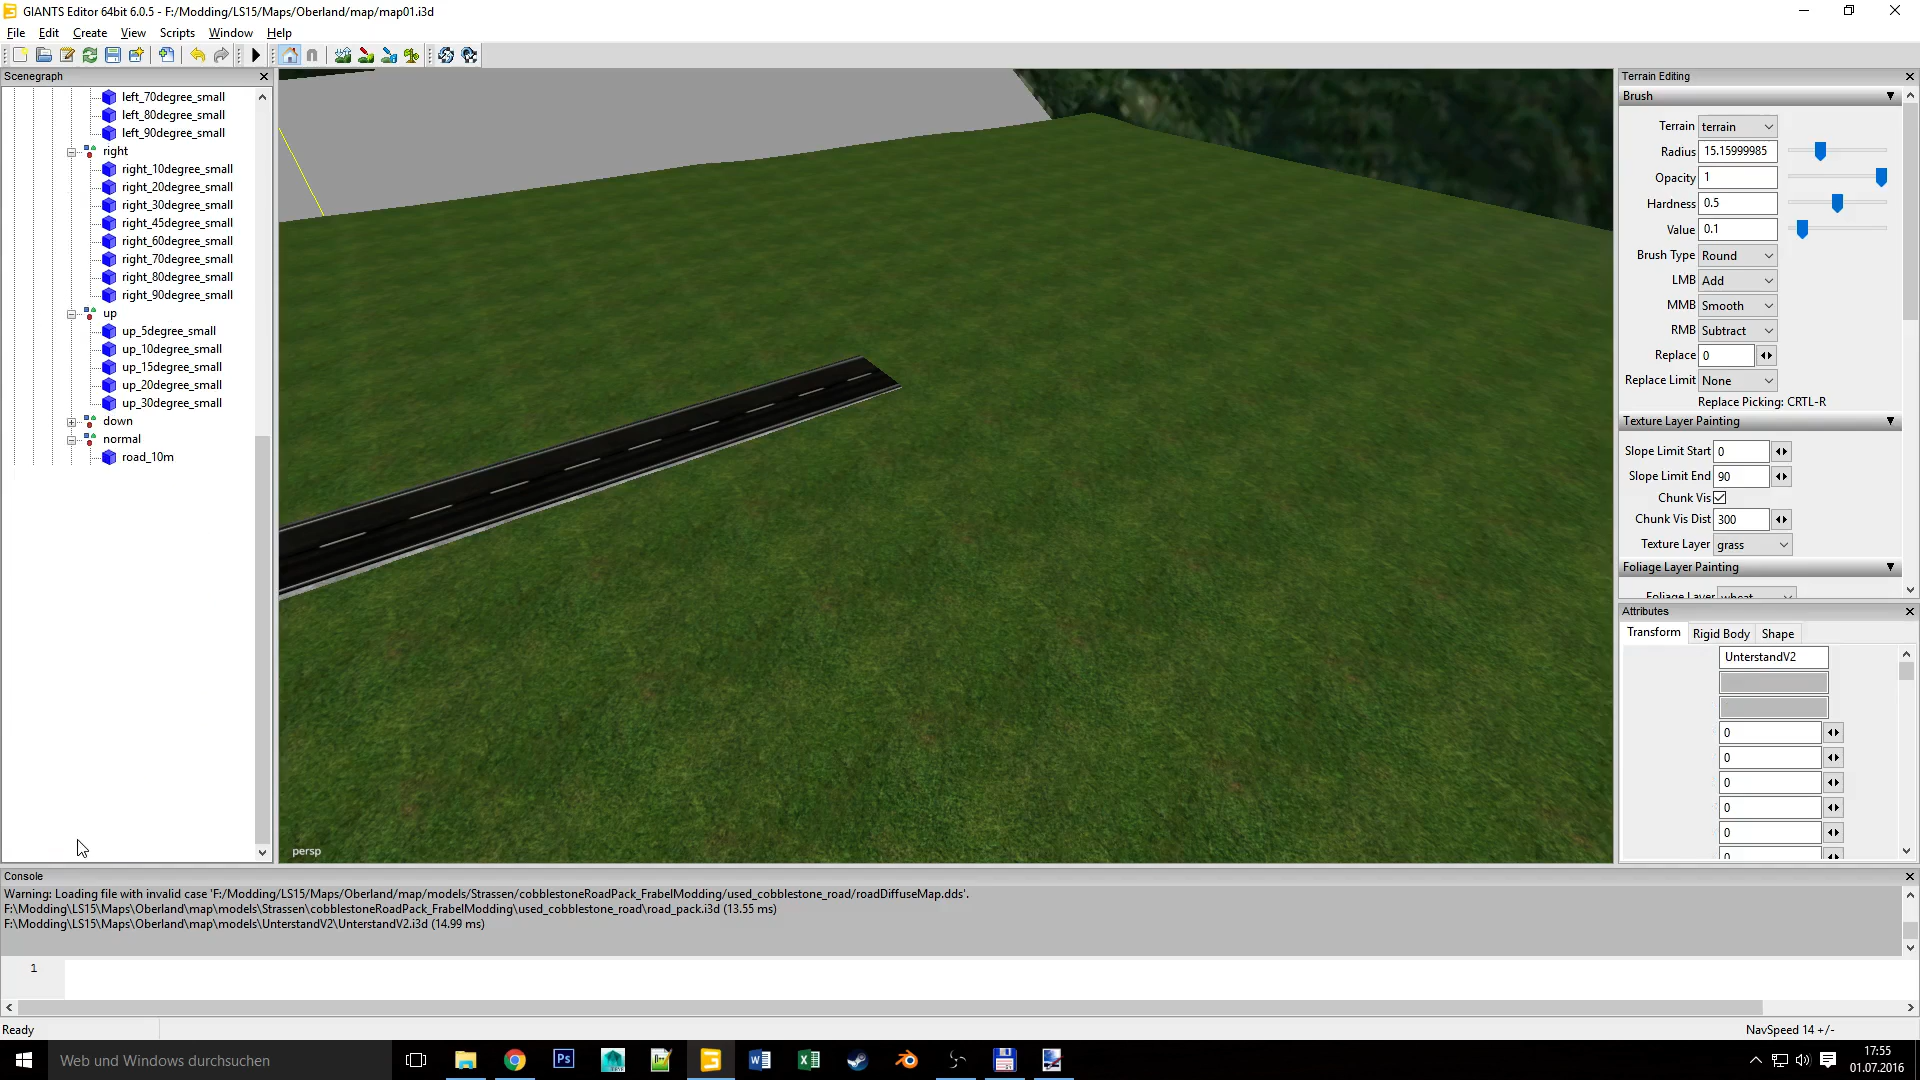 GIANTS Editor 64bit 6.0.5 - F:/Modding/LS15/Maps/Oberland/map/map01.i3d
File Edit Create View Scripts Window Help
Scenegraph
left_70degree_small
left_80degree_small
left_90degree_small
right
right_10degree_small
right_20degree_small
right_30degree_small
right_45degree_small
right_60degree_small
right_70degree_small
right_80degree_small
right_90degree_small
up
up_5degree_small
up_10degree_small
up_15degree_small
up_20degree_small
up_30degree_small
down
normal
road_10m
persp
Terrain Editing
Brush
Terrain terrain
Radius 15.15999985
Opacity 1
Hardness 0.5
Value 0.1
Brush Type Round
LMB Add
MMB Smooth
RMB Subtract
Replace 0
Replace Limit None
Replace Picking: CRTL-R
Texture Layer Painting
Slope Limit Start 0
Slope Limit End 90
Chunk Vis
Chunk Vis Dist 300
Texture Layer grass
Foliage Layer Painting
Foliage Layer wheat
Attributes
Transform Rigid Body Shape
UnterstandV2
0
0
0
0
0
0
Console
Warning: Loading file with invalid case 'F:/Modding/LS15/Maps/Oberland/map/models/Strassen/cobblestoneRoadPack_FrabelModding/used_cobblestone_road/roadDiffuseMap.dds'.
F:\Modding\LS15\Maps\Oberland\map\models\Strassen\cobblestoneRoadPack_FrabelModding\used_cobblestone_road\road_pack.i3d (13.55 ms)
F:\Modding\LS15\Maps\Oberland\map\models\UnterstandV2\UnterstandV2.i3d (14.99 ms)
1
Ready
NavSpeed 14 +/-
Web und Windows durchsuchen
17:55
01.07.2016